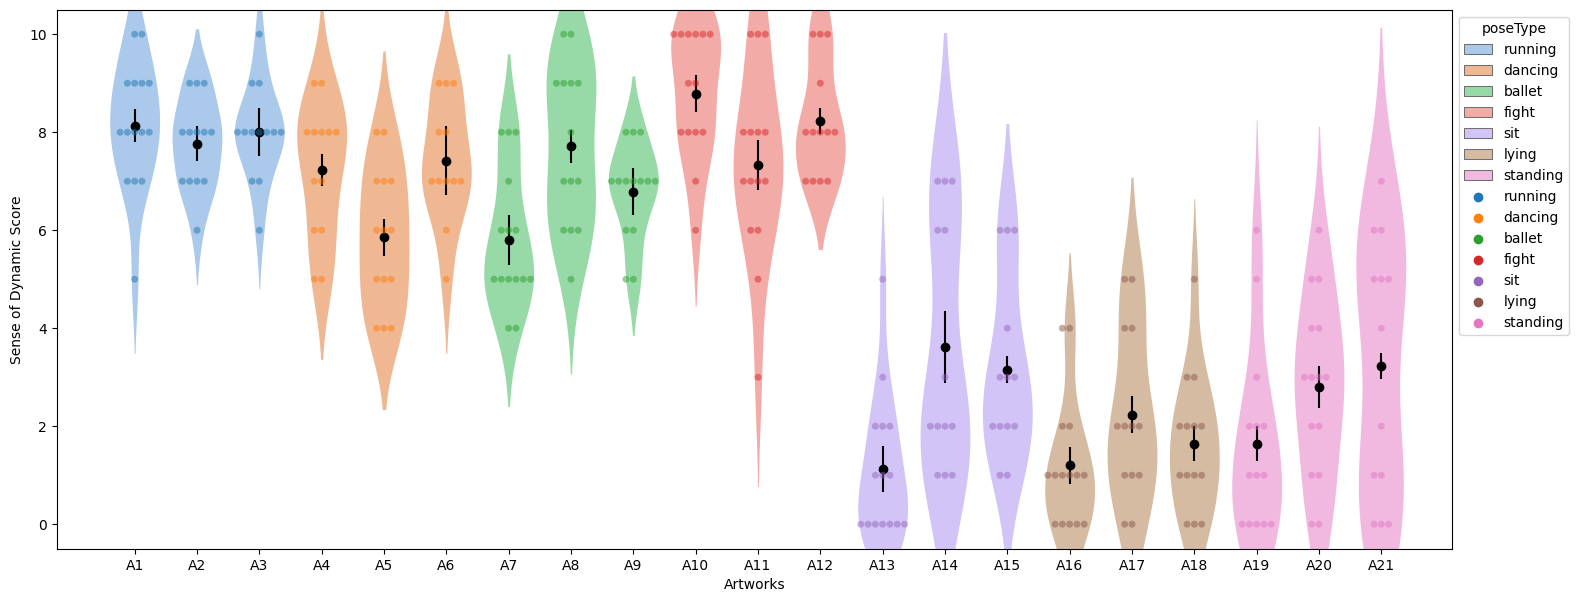 10
8
6
4
2
0
Sense of Dynamic Score
A1 A2 A3 A4 A5 A6 A7 A8 A9 A10 A11 A12 A13 A14 A15 A16 A17 A18 A19 A20 A21
Artworks
poseType
running
dancing
ballet
fight
sit
lying
standing
running
dancing
ballet
fight
sit
lying
standing